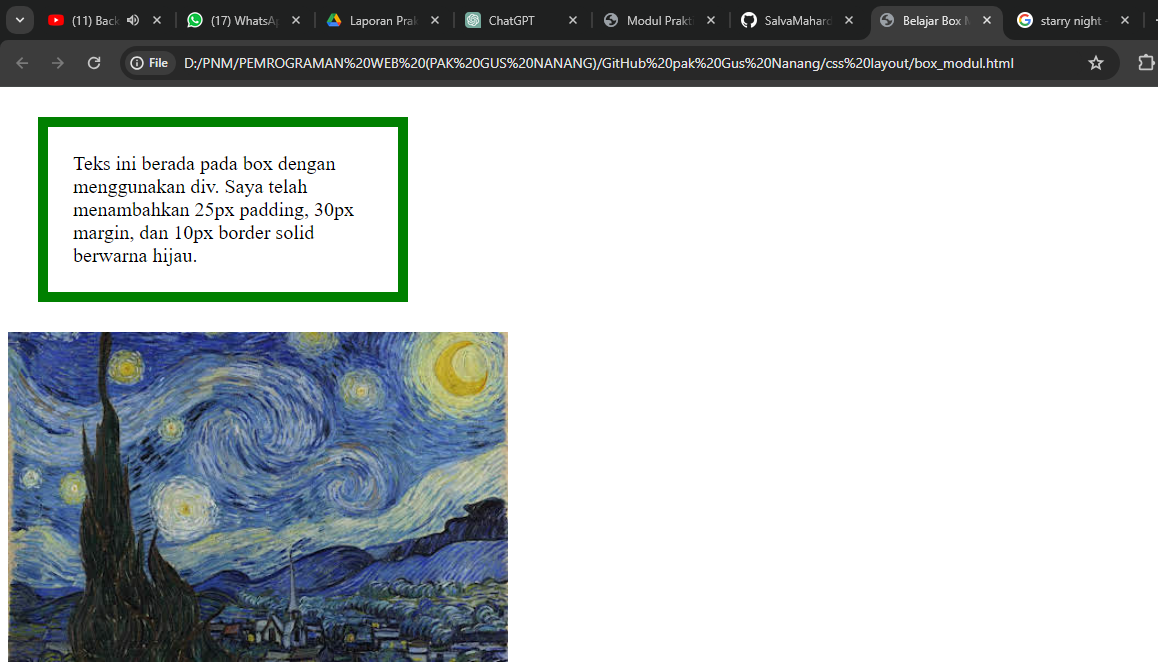 (11) Back
(17) WhatsA
Laporan Prak
ChatGPT
Modul Prakti
SalvaMahard
Belajar Box M
starry night -
File
D:/PNM/PEMROGRAMAN%20WEB%20(PAK%20GUS%20NANANG)/GitHub%20pak%20Gus%20Nanang/css%20layout/box_modul.html
Teks ini berada pada box dengan
menggunakan div. Saya telah
menambahkan 25px padding, 30px
margin, dan 10px border solid
berwarna hijau.